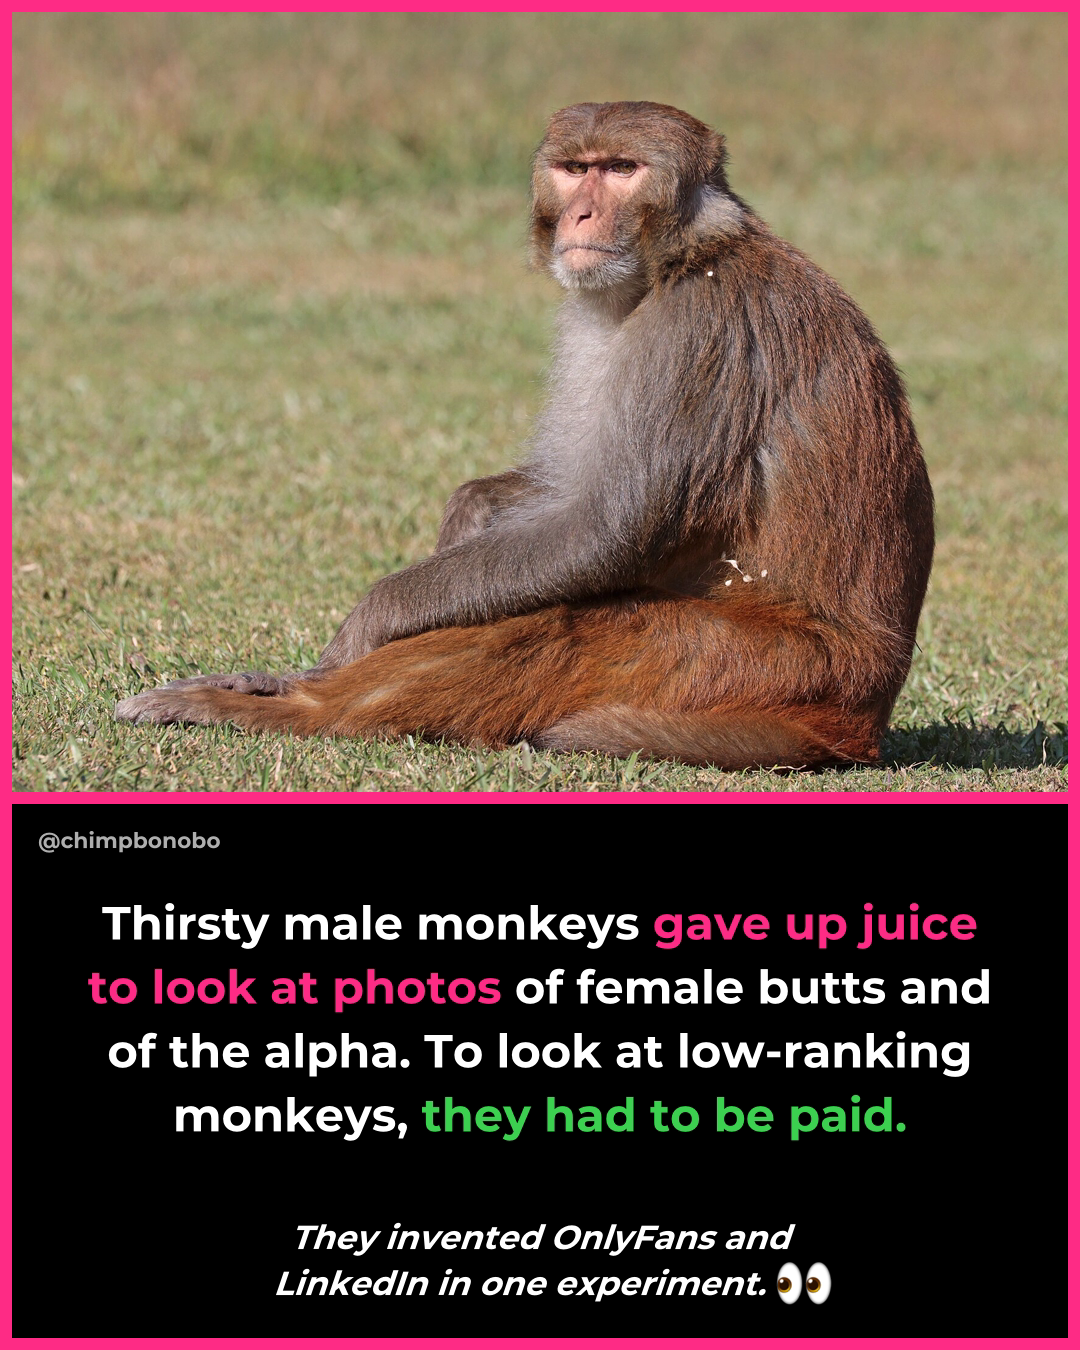 @chimpbonobo
Thirsty male monkeys gave up juice
to look at photos of female butts and
of the alpha. To look at low-ranking
monkeys, they had to be paid.
They invented OnlyFans and
LinkedIn in one experiment. 👀